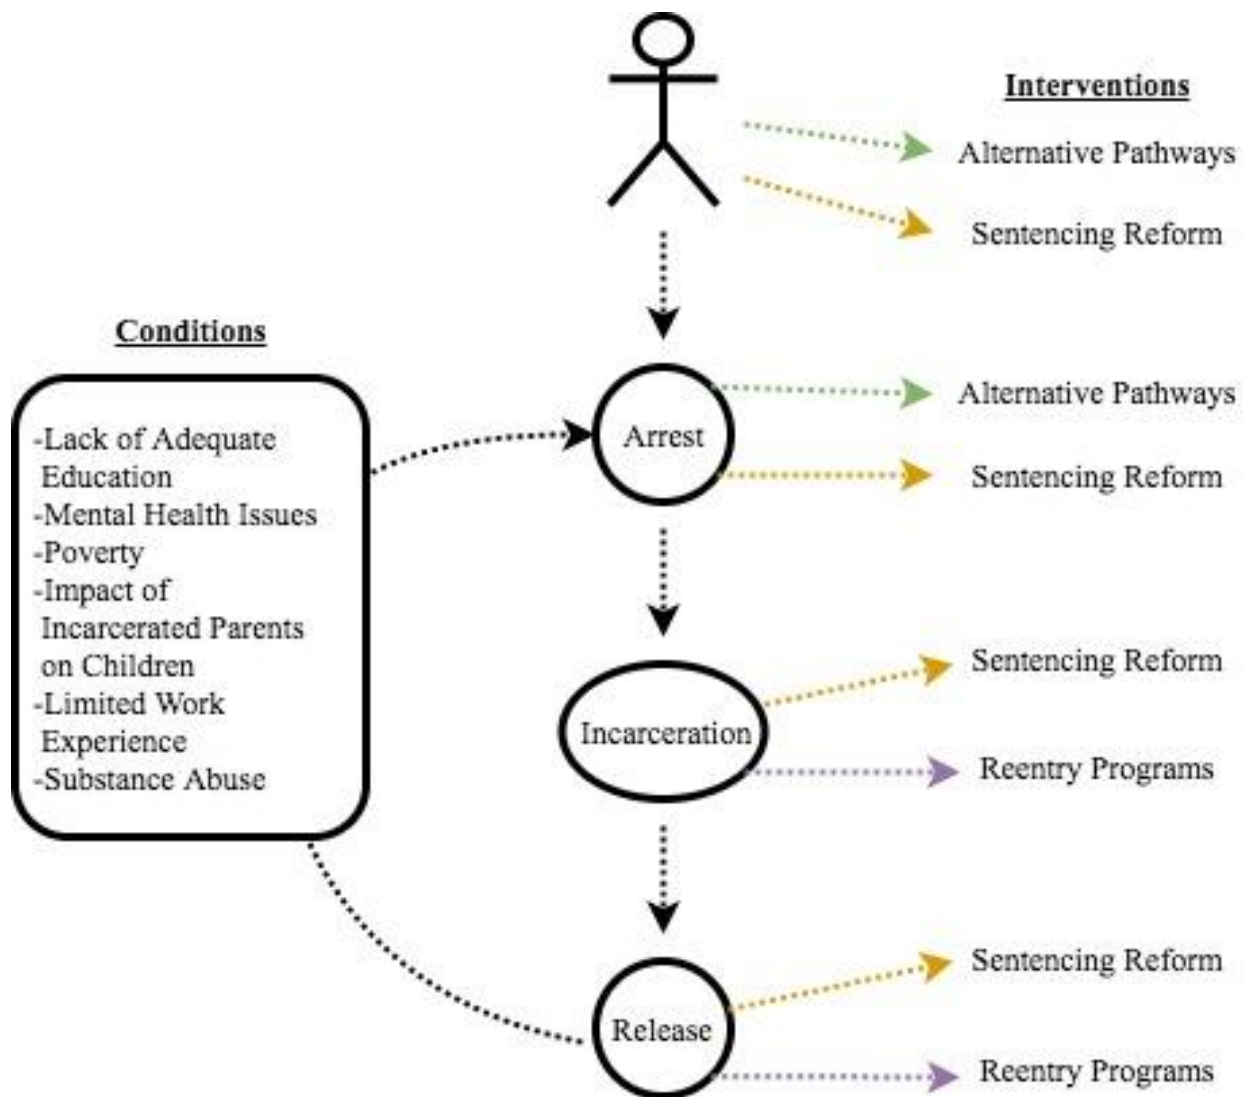 Interventions
Alternative Pathways
Sentencing Reform
Conditions
-Lack of Adequate
Education
-Mental Health Issues
-Poverty
-Impact of
Incarcerated Parents
on Children
-Limited Work
Experience
-Substance Abuse
Arrest
Alternative Pathways
Sentencing Reform
Incarceration
Sentencing Reform
Reentry Programs
Release
Sentencing Reform
Reentry Programs